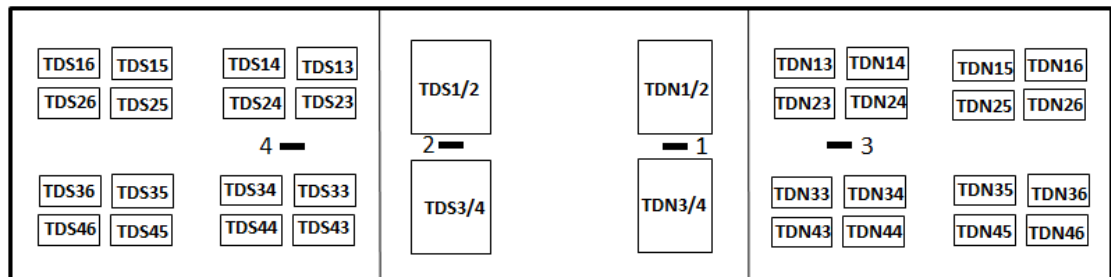 TDS16 TDS15 TDS14 TDS13 TDS1/2 TDN1/2 TDN13 TDN14 TDN15 TDN16
TDS26 TDS25 TDS24 TDS23 TDN23 TDN24 TDN25 TDN26
4 2 1 3
TDS36 TDS35 TDS34 TDS33 TDS3/4 TDN3/4 TDN33 TDN34 TDN35 TDN36
TDS46 TDS45 TDS44 TDS43 TDN43 TDN44 TDN45 TDN46